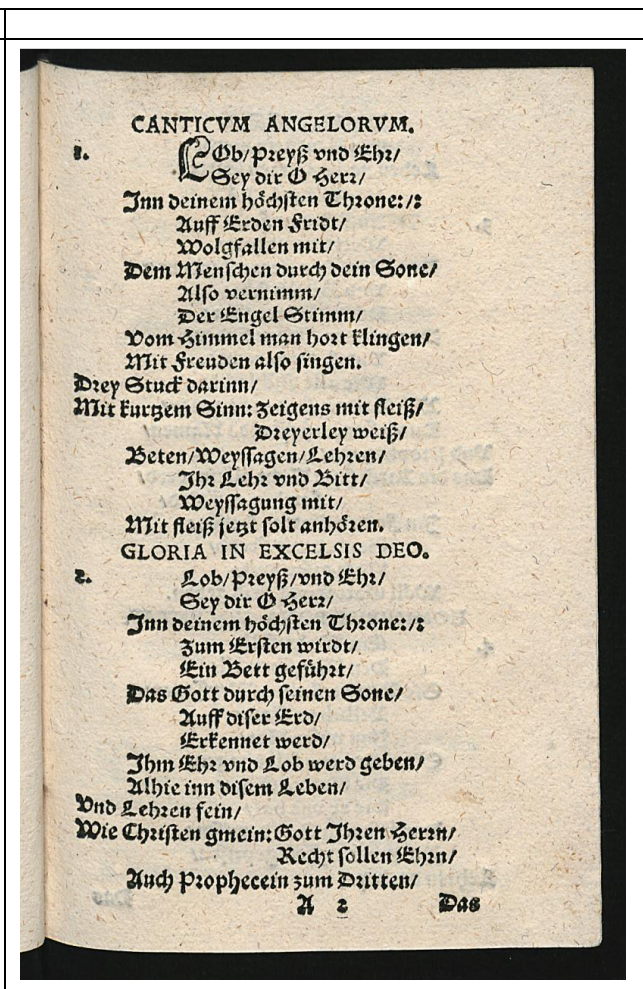 CANTICVM ANGELORVM.
1. LOb/Preyß vnd Ehr/
Sey dir O Herr/
Inn deinem höchsten Throne:/:
Auff Erden Fridt/
Wolgfallen mit/
Dem Menschen durch dein Sone/
Also vernimm/
Der Engel Stimm/
Vom Himmel man hort klingen/
Mit Freuden also singen.
Drey Stuck darinn/
Mit kurtzem Sinn: Zeigens mit fleiß/
Dreyerley weiß/
Beten/Weyssagen/Lehren/
Ihr Lehr vnd Bitt/
Weyssagung mit/
Mit fleiß jetzt solt anhören.
GLORIA IN EXCELSIS DEO.
2. Lob/Preyß/vnd Ehr/
Sey dir O Herr/
Inn deinem höchsten Throne:/:
Zum Ersten wirdt/
Ein Bett geführt/
Das Gott durch seinen Sone/
Auff diser Erd/
Erkennet werd/
Ihm Ehr vnd Lob werd geben/
Alhie inn disem Leben/
Vnd Lehren fein/
Wie Christen gmein: Gott Ihren Herrn/
Recht sollen Ehrn/
Auch Prophecein zum Dritten/
A 2 Das